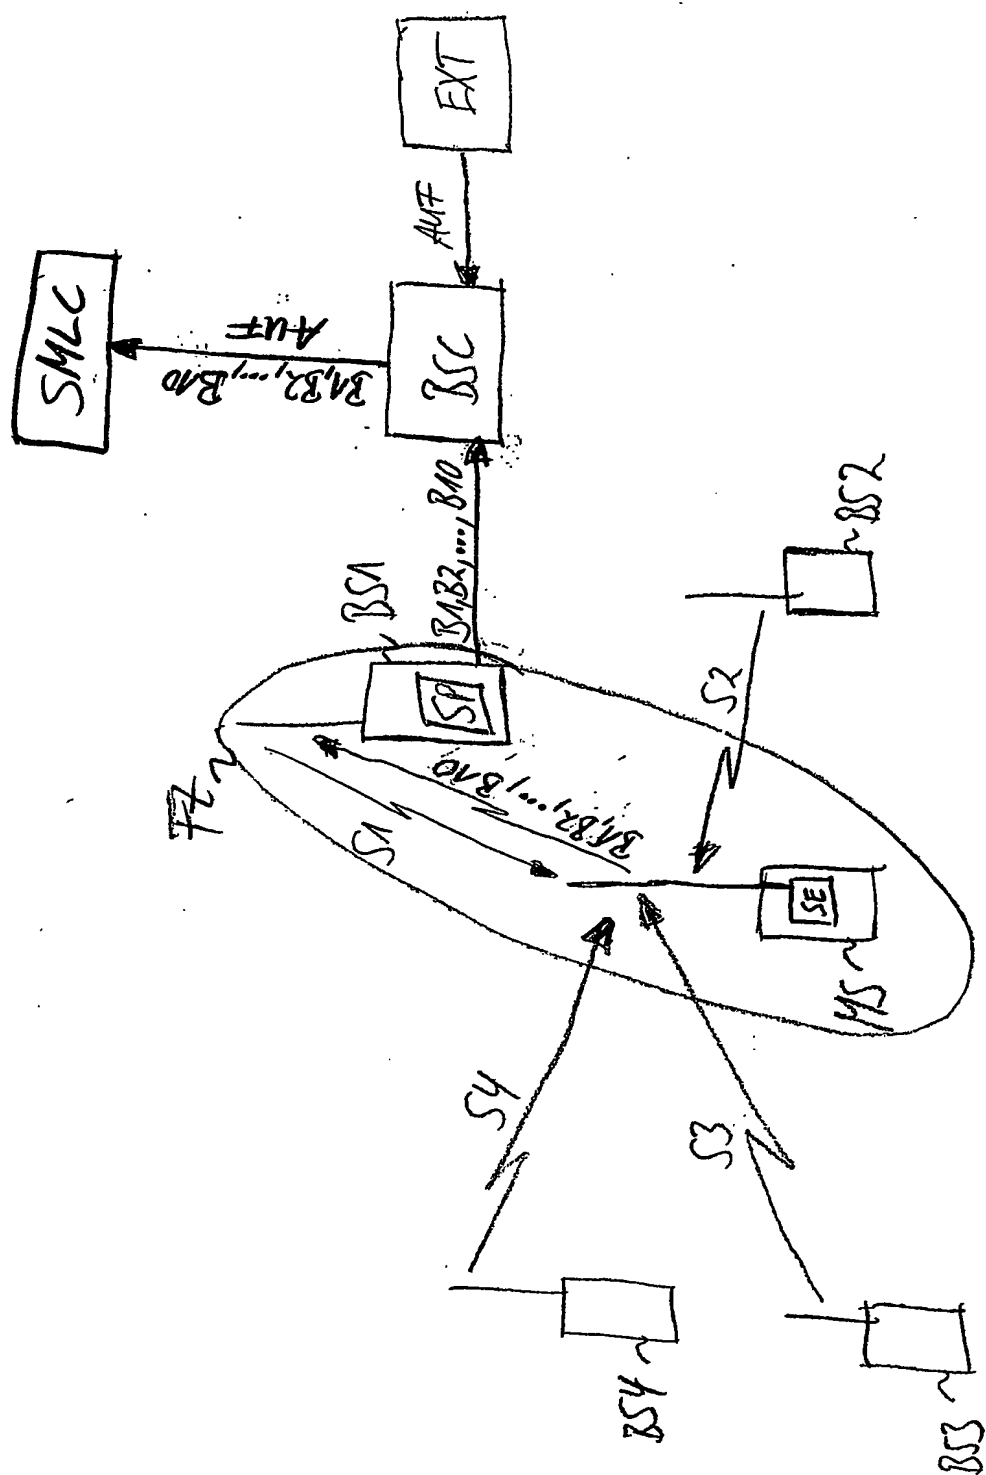 SMLC
EXT
AUF
AUF
B1,B2,...,B10
BSC
B1,B2,...,B10
BS1
SP
FZ
S1
B1,B2,...,B10
S2
BS2
SE
MS
S4
S3
BS4
BS3